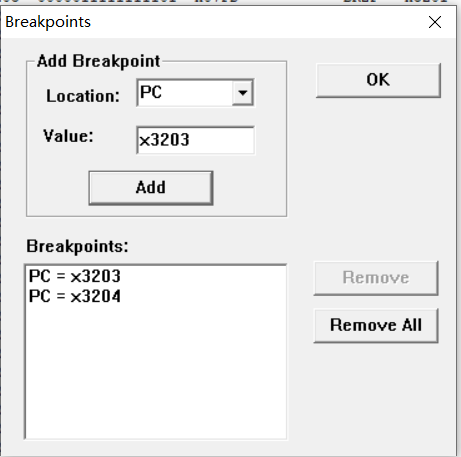 Breakpoints
Add Breakpoint
Location: PC
OK
Value: x3203
Add
Breakpoints:
PC = x3203
PC = x3204
Remove
Remove All